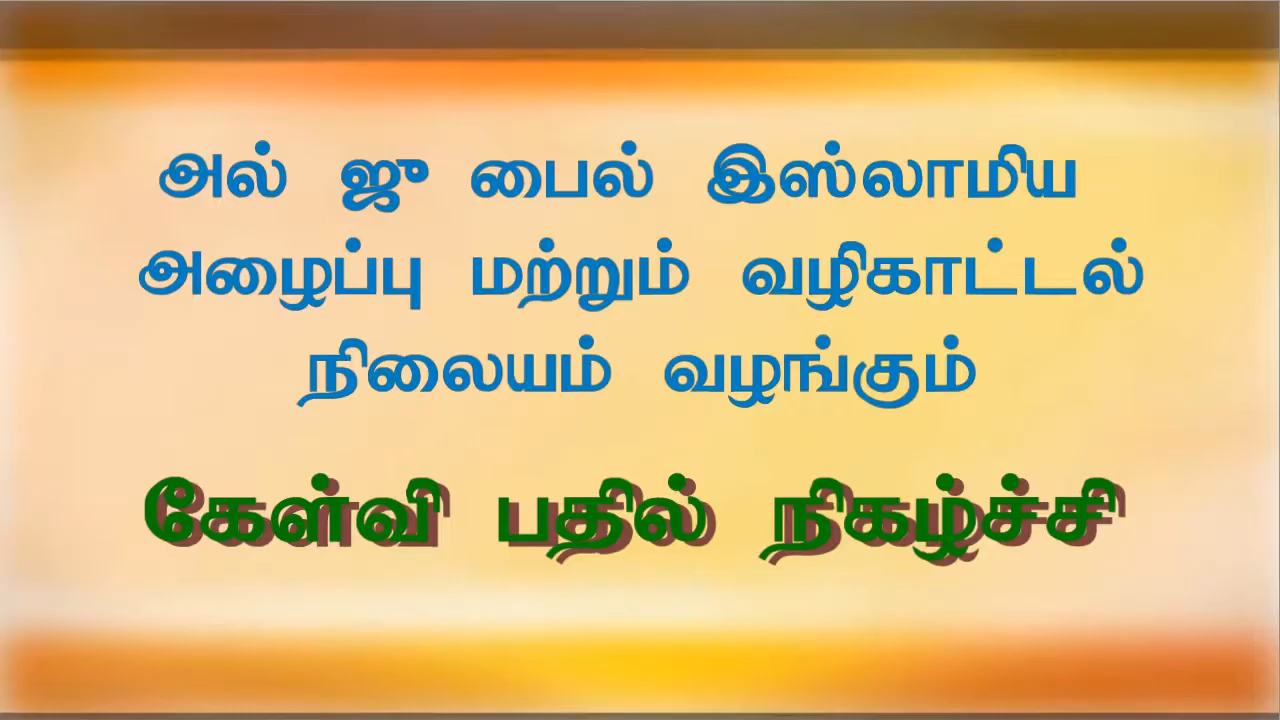 அல் ஜு பைல் இஸ்லாமிய
அழைப்பு மற்றும் வழிகாட்டல்
நிலையம் வழங்கும்
கேள்வி பதில் நிகழ்ச்சி